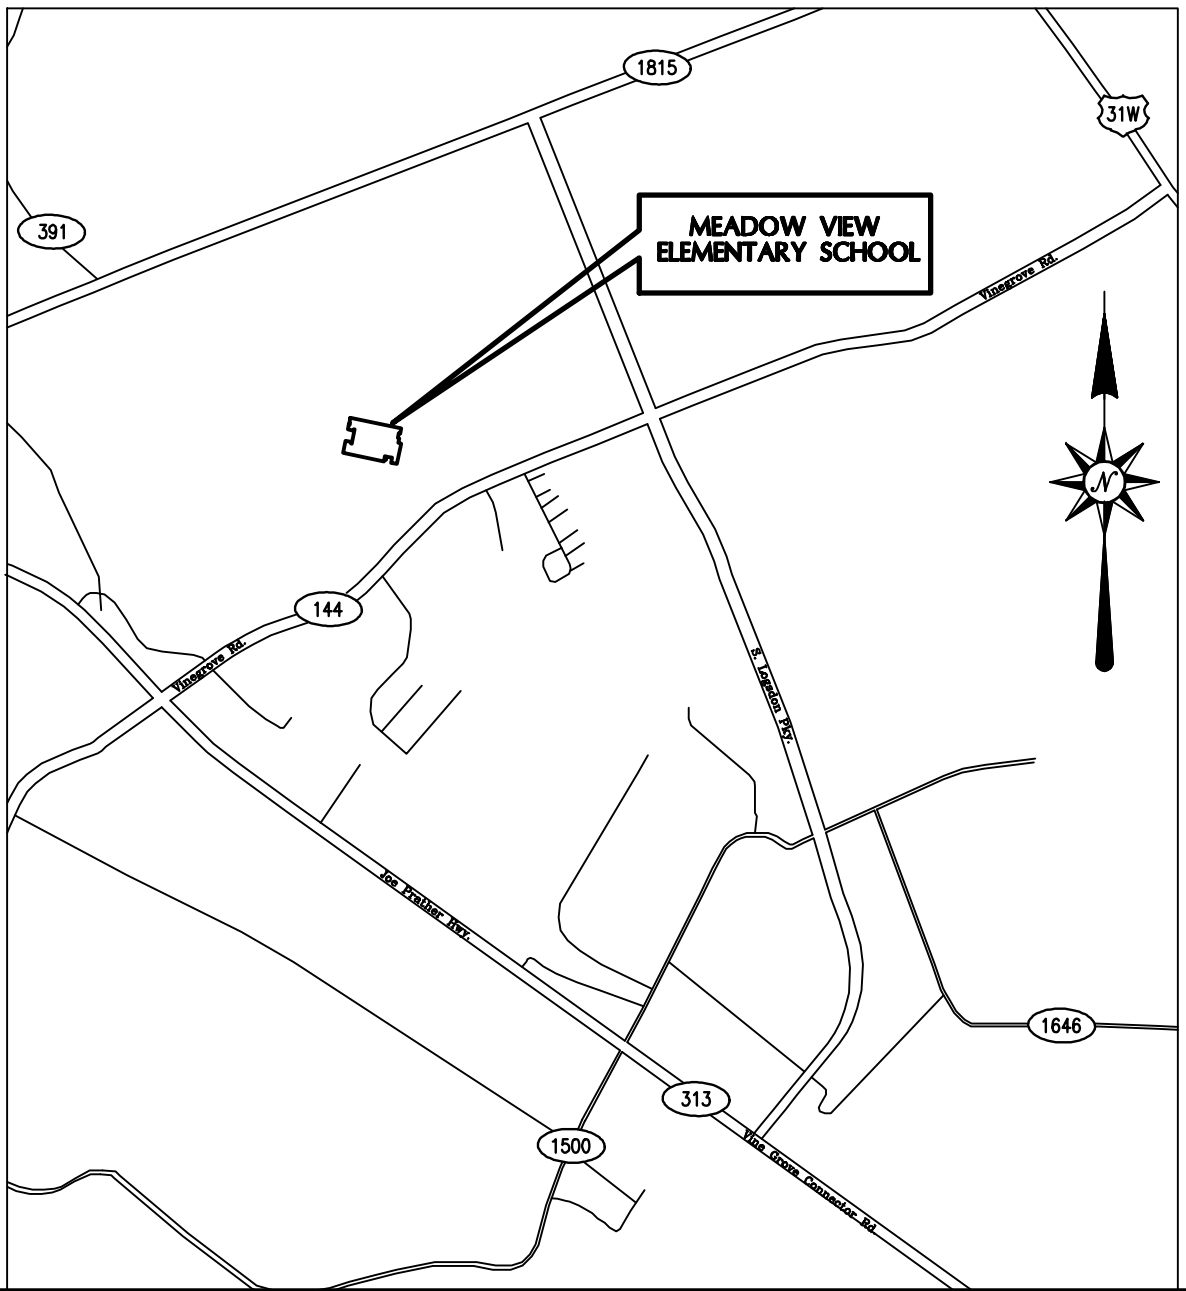 1815
31W
391
MEADOW VIEW
ELEMENTARY SCHOOL
Vinegrove Rd.
N
144
Vinegrove Rd.
S. Logsdon Pky.
Joe Prather Hwy.
1646
313
Vine Grove Connector Rd
1500